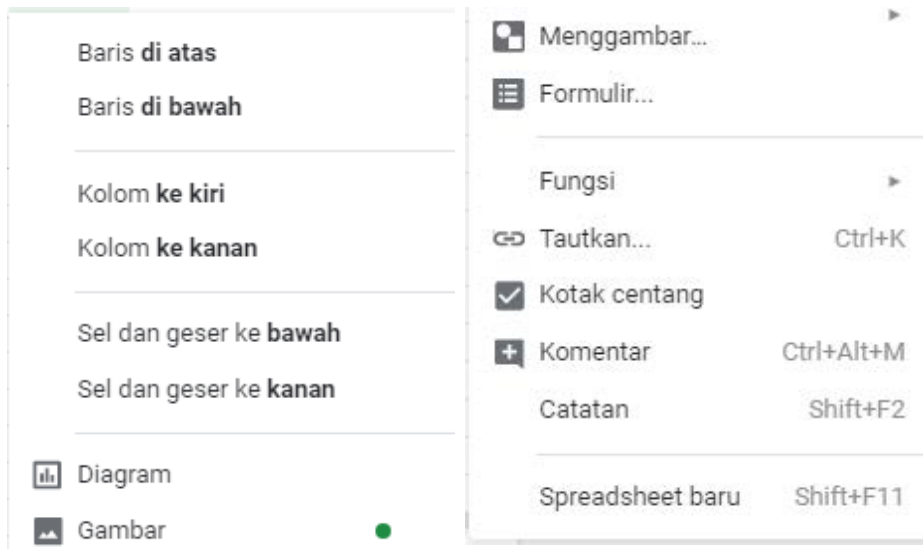 Baris di atas
Baris di bawah
Kolom ke kiri
Kolom ke kanan
Sel dan geser ke bawah
Sel dan geser ke kanan
Diagram
Gambar
Menggambar...
Formulir...
Fungsi
Tautkan... Ctrl+K
Kotak centang
Komentar Ctrl+Alt+M
Catatan Shift+F2
Spreadsheet baru Shift+F11